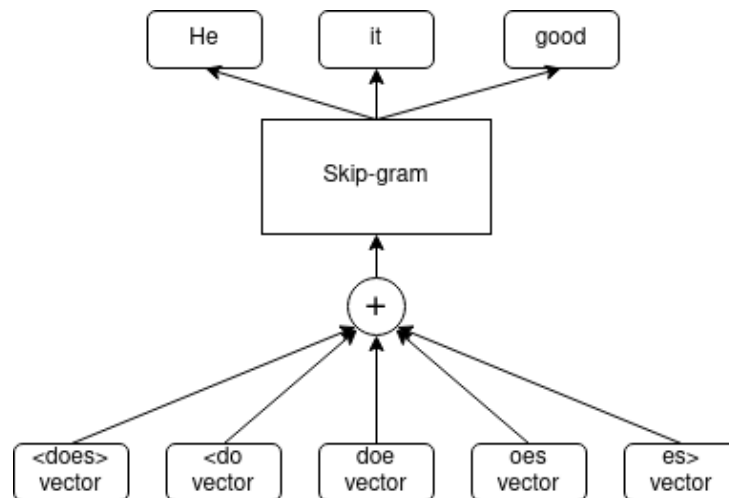 He
it
good
Skip-gram
+
<does>
vector
<do
vector
doe
vector
oes
vector
es>
vector